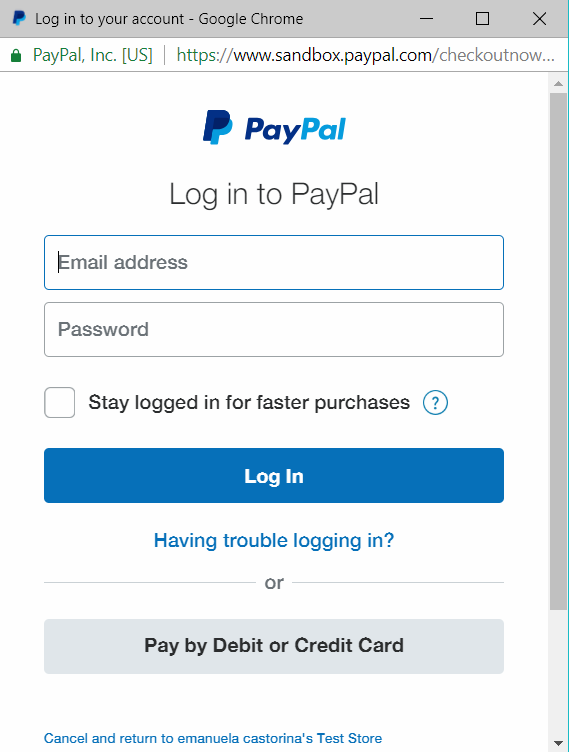 Log in to your account - Google Chrome
PayPal, Inc. [US] https://www.sandbox.paypal.com/checkoutnow...
PayPal
Log in to PayPal
Email address
Password
Stay logged in for faster purchases ?
Log In
Having trouble logging in?
or
Pay by Debit or Credit Card
Cancel and return to emanuela castorina's Test Store